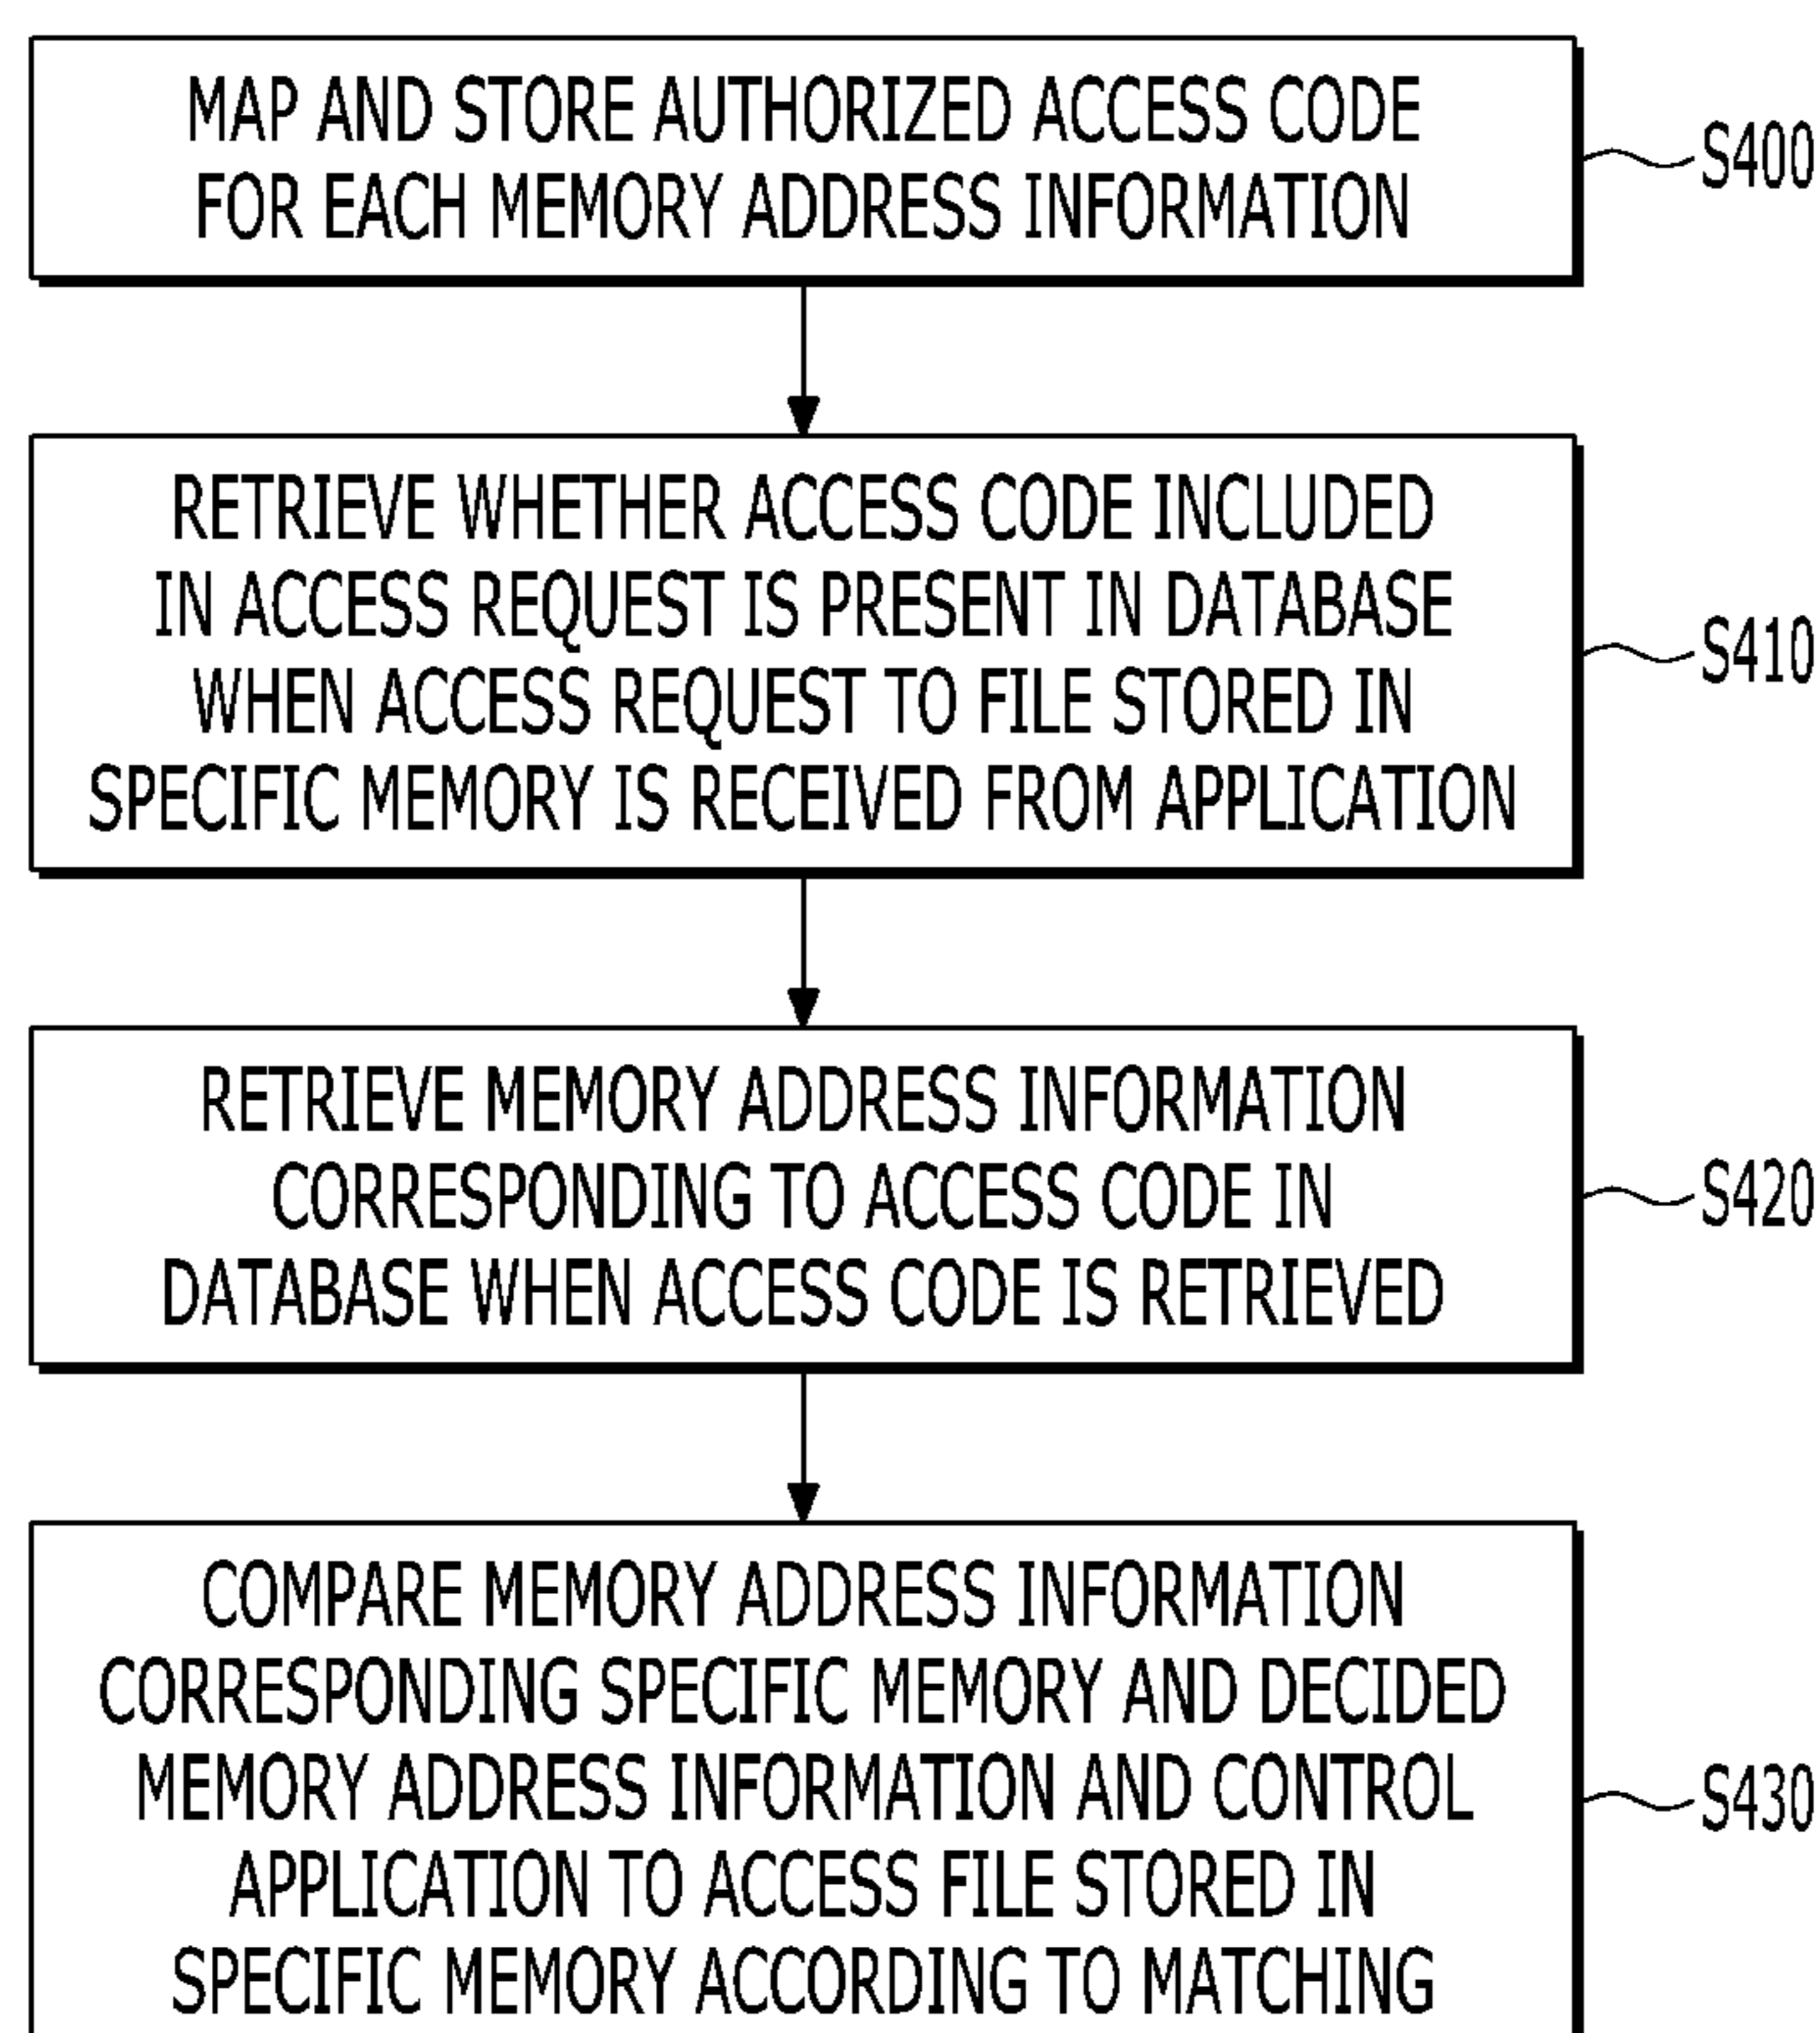 MAP AND STORE AUTHORIZED ACCESS CODE
FOR EACH MEMORY ADDRESS INFORMATION
S400
RETRIEVE WHETHER ACCESS CODE INCLUDED
IN ACCESS REQUEST IS PRESENT IN DATABASE
WHEN ACCESS REQUEST TO FILE STORED IN
SPECIFIC MEMORY IS RECEIVED FROM APPLICATION
S410
RETRIEVE MEMORY ADDRESS INFORMATION
CORRESPONDING TO ACCESS CODE IN
DATABASE WHEN ACCESS CODE IS RETRIEVED
S420
COMPARE MEMORY ADDRESS INFORMATION
CORRESPONDING SPECIFIC MEMORY AND DECIDED
MEMORY ADDRESS INFORMATION AND CONTROL
APPLICATION TO ACCESS FILE STORED IN
SPECIFIC MEMORY ACCORDING TO MATCHING
S430